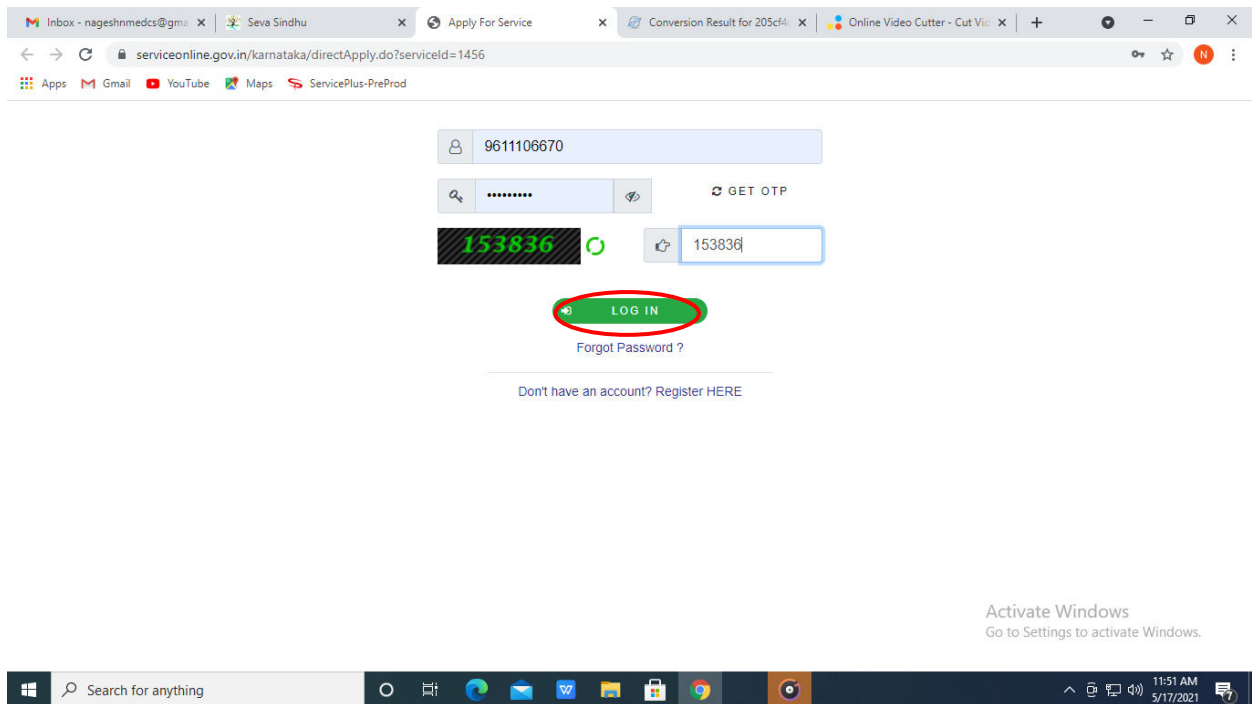 Inbox - nageshnmedcs@gma
Seva Sindhu
Apply For Service
Conversion Result for 205cf4
Online Video Cutter - Cut Vid
serviceonline.gov.in/karnataka/directApply.do?serviceId=1456
N
Apps
Gmail
YouTube
Maps
ServicePlus-PreProd
9611106670
•••••••••
GET OTP
153836
153836
LOG IN
Forgot Password ?
Don't have an account? Register HERE
Activate Windows
Go to Settings to activate Windows.
Search for anything
W
11:51 AM
5/17/2021
7